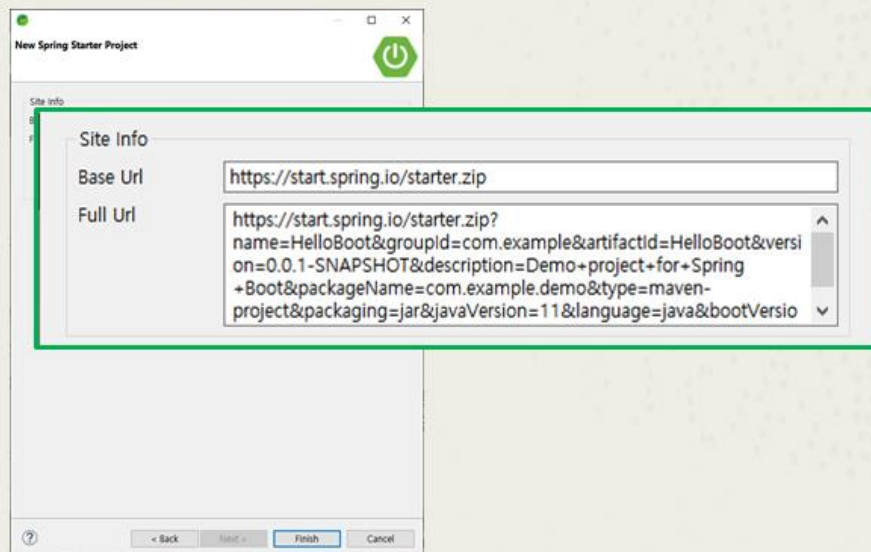 New Spring Starter Project
Site Info
Site Info
Base Url
https://start.spring.io/starter.zip
Full Url
https://start.spring.io/starter.zip?
name=HelloBoot&groupId=com.example&artifactId=HelloBoot&versi
on=0.0.1-SNAPSHOT&description=Demo+project+for+Spring
+Boot&packageName=com.example.demo&type=maven-
project&packaging=jar&javaVersion=11&language=java&bootVersio
< Back
Next >
Finish
Cancel